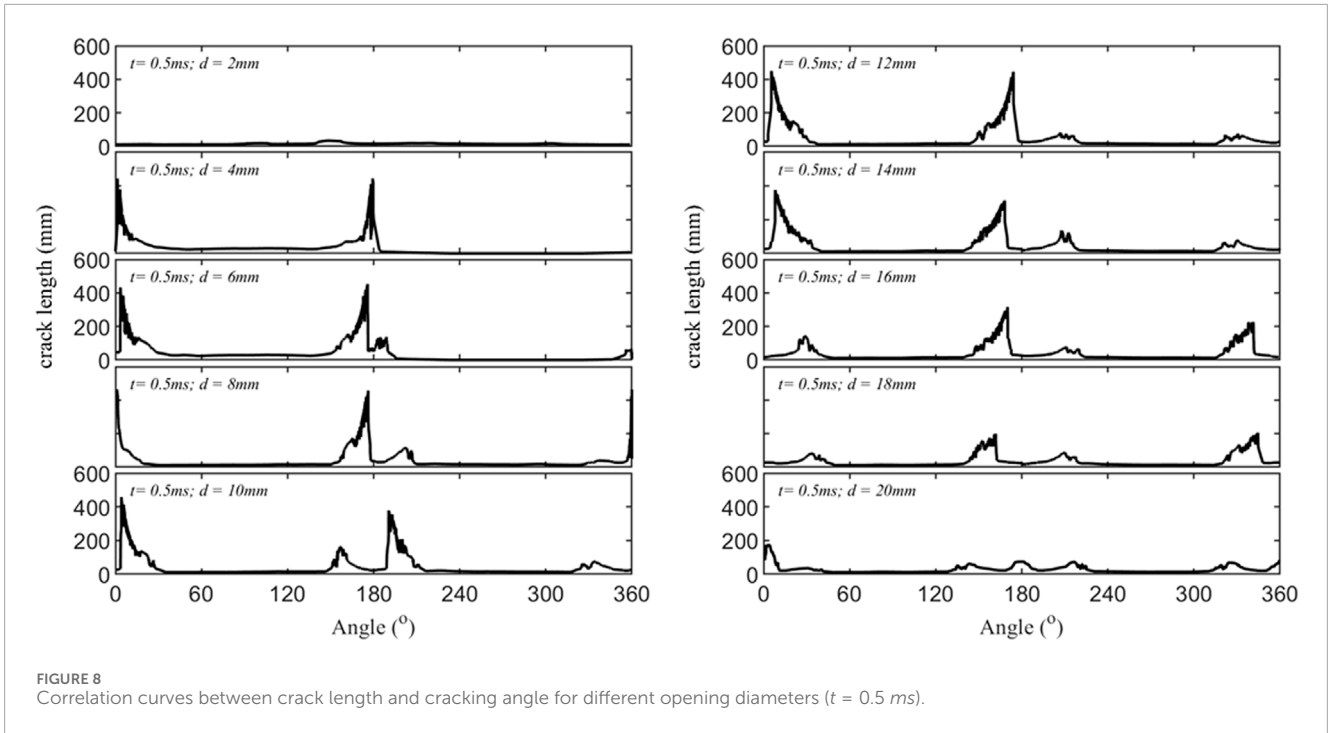 600
400
200
0
t= 0.5ms; d = 2mm
t= 0.5ms; d = 4mm
600
400
200
0
t= 0.5ms; d = 6mm
t= 0.5ms; d = 8mm
600
400
200
0
t= 0.5ms; d = 10mm
0 60 120 180 240 300 360
Angle (o)
crack length (mm)
600
400
200
0
t= 0.5ms; d = 12mm
t= 0.5ms; d = 14mm
600
400
200
0
t= 0.5ms; d = 16mm
t= 0.5ms; d = 18mm
600
400
200
0
t= 0.5ms; d = 20mm
0 60 120 180 240 300 360
Angle (o)
crack length (mm)
FIGURE 8
Correlation curves between crack length and cracking angle for different opening diameters (t = 0.5 ms).